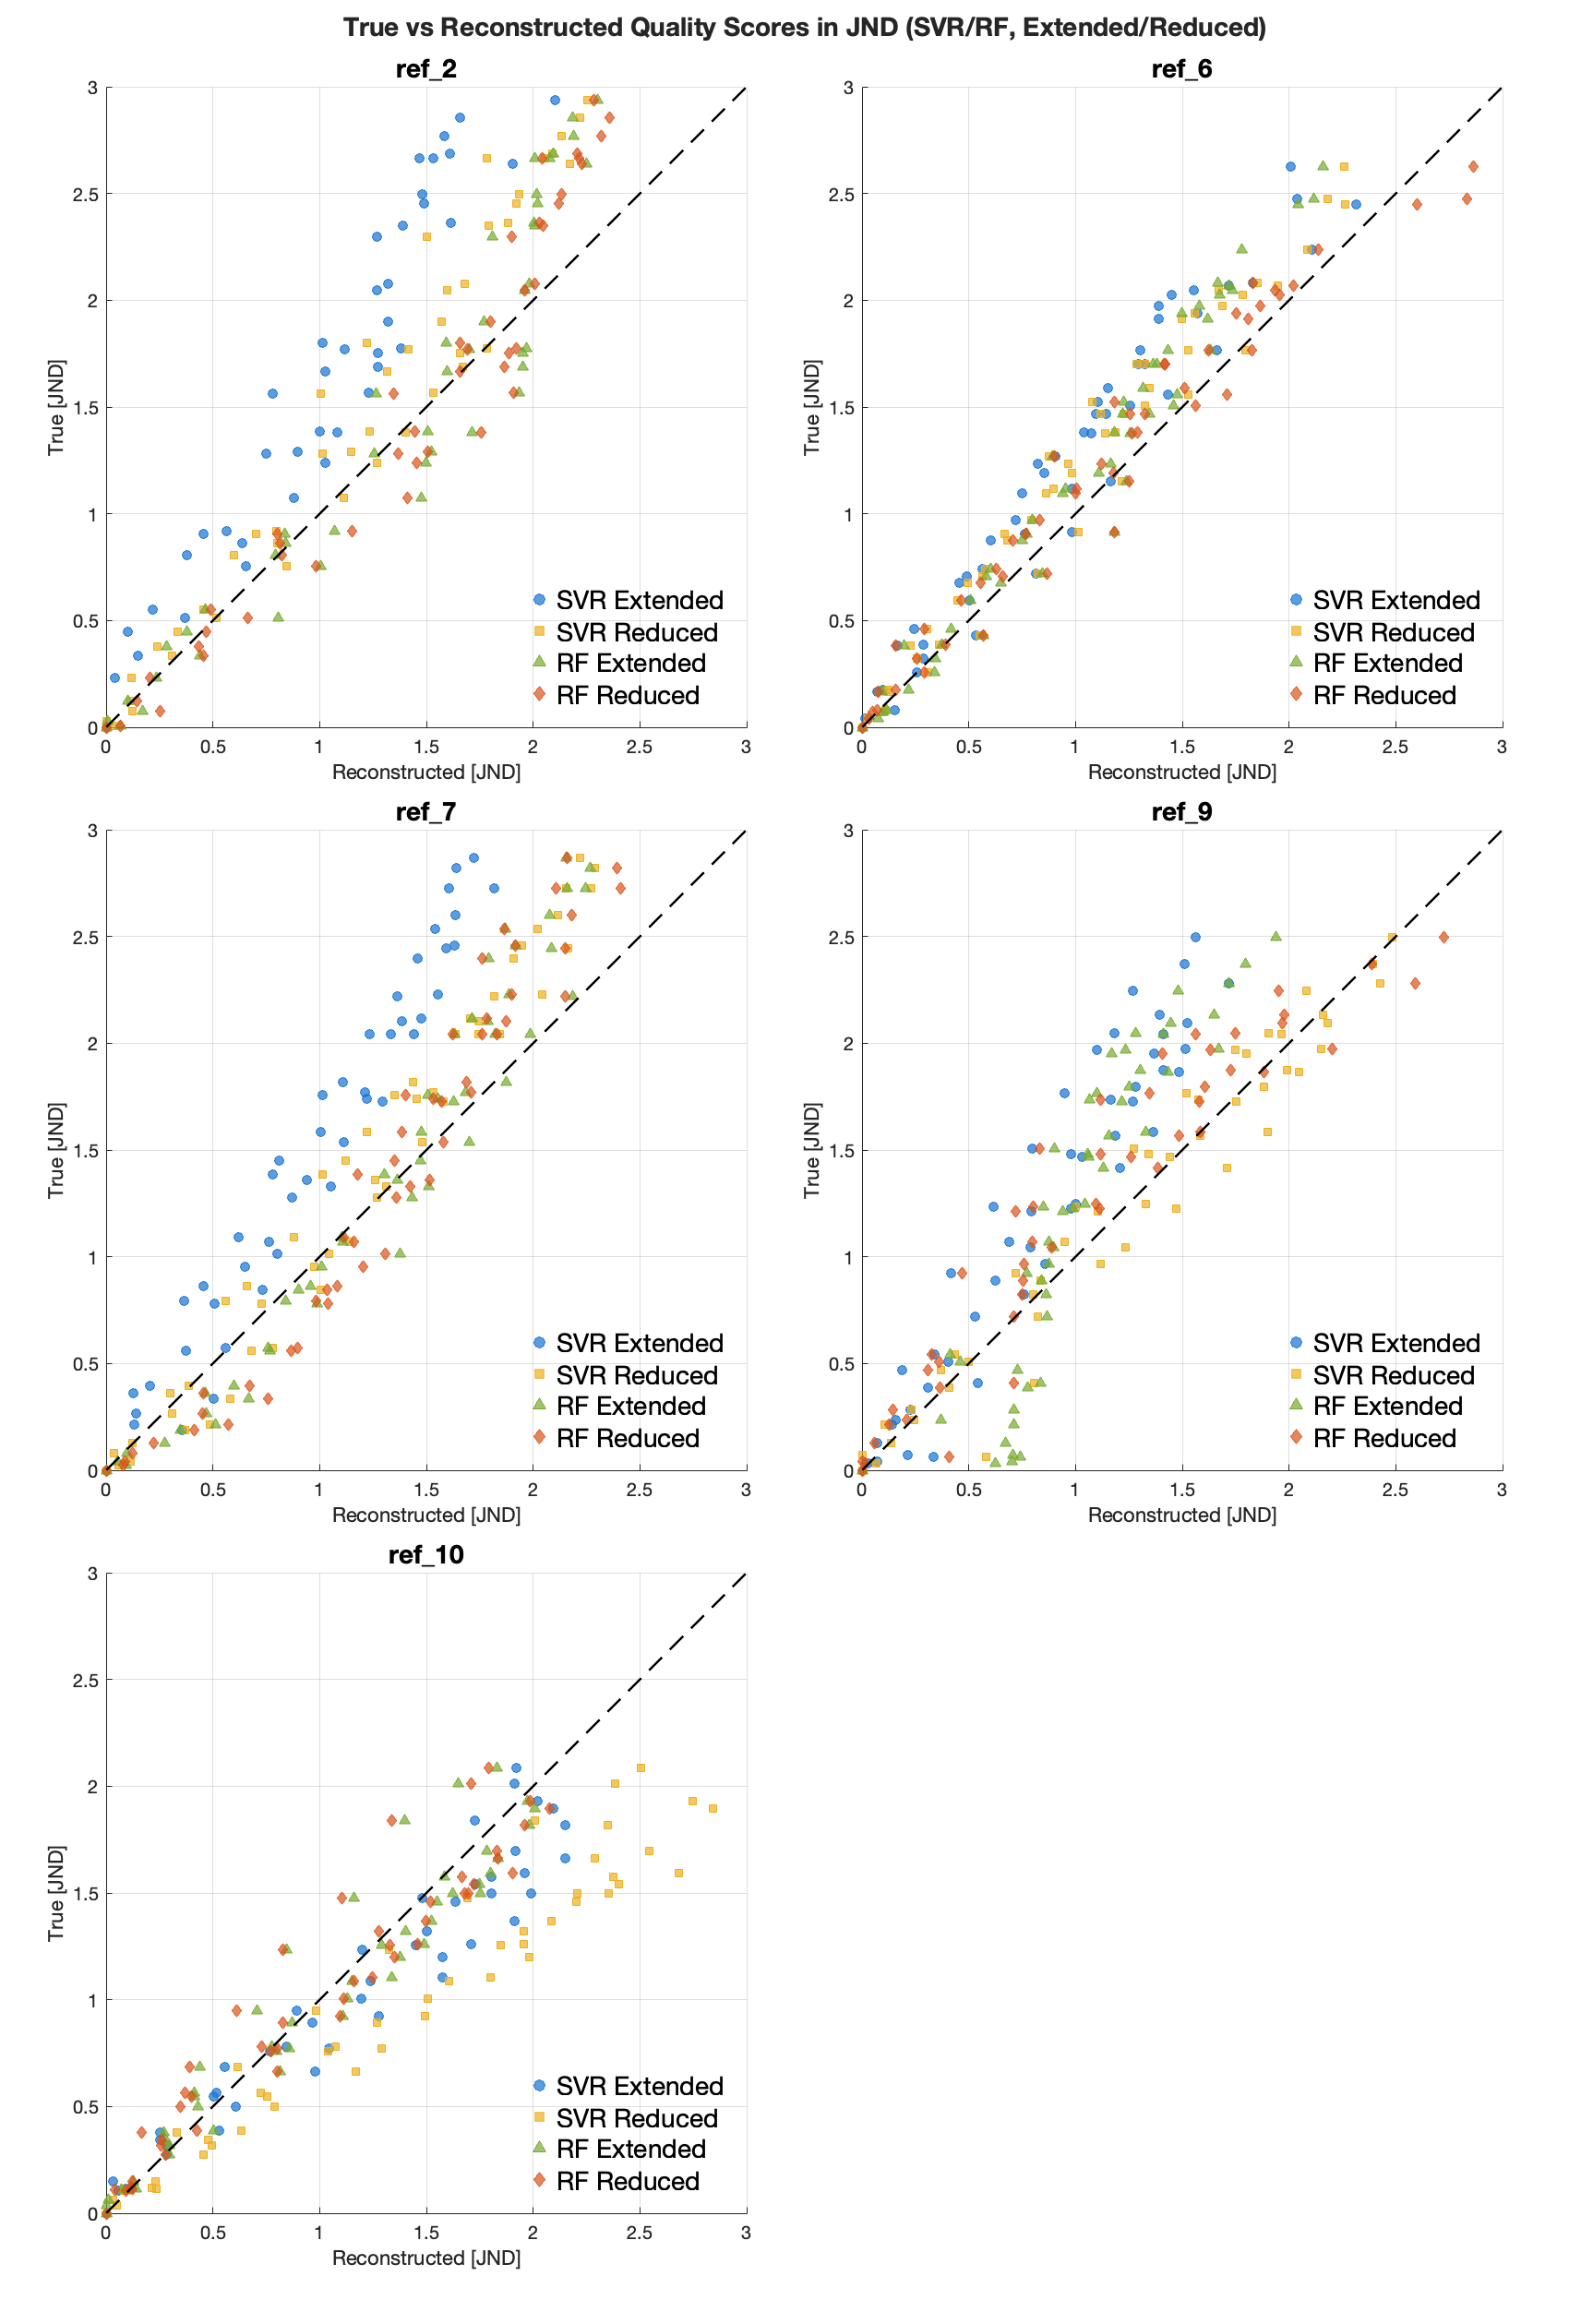 True vs Reconstructed Quality Scores in JND (SVR/RF, Extended/Reduced)
ref_2
3
2.5
2
1.5
1
0.5
0
True [JND]
SVR Extended
SVR Reduced
RF Extended
RF Reduced
0 0.5 1 1.5 2 2.5 3
Reconstructed [JND]
ref_6
3
2.5
2
1.5
1
0.5
0
True [JND]
SVR Extended
SVR Reduced
RF Extended
RF Reduced
0 0.5 1 1.5 2 2.5 3
Reconstructed [JND]
ref_7
3
2.5
2
1.5
1
0.5
0
True [JND]
SVR Extended
SVR Reduced
RF Extended
RF Reduced
0 0.5 1 1.5 2 2.5 3
Reconstructed [JND]
ref_9
3
2.5
2
1.5
1
0.5
0
True [JND]
SVR Extended
SVR Reduced
RF Extended
RF Reduced
0 0.5 1 1.5 2 2.5 3
Reconstructed [JND]
ref_10
3
2.5
2
1.5
1
0.5
0
True [JND]
SVR Extended
SVR Reduced
RF Extended
RF Reduced
0 0.5 1 1.5 2 2.5 3
Reconstructed [JND]